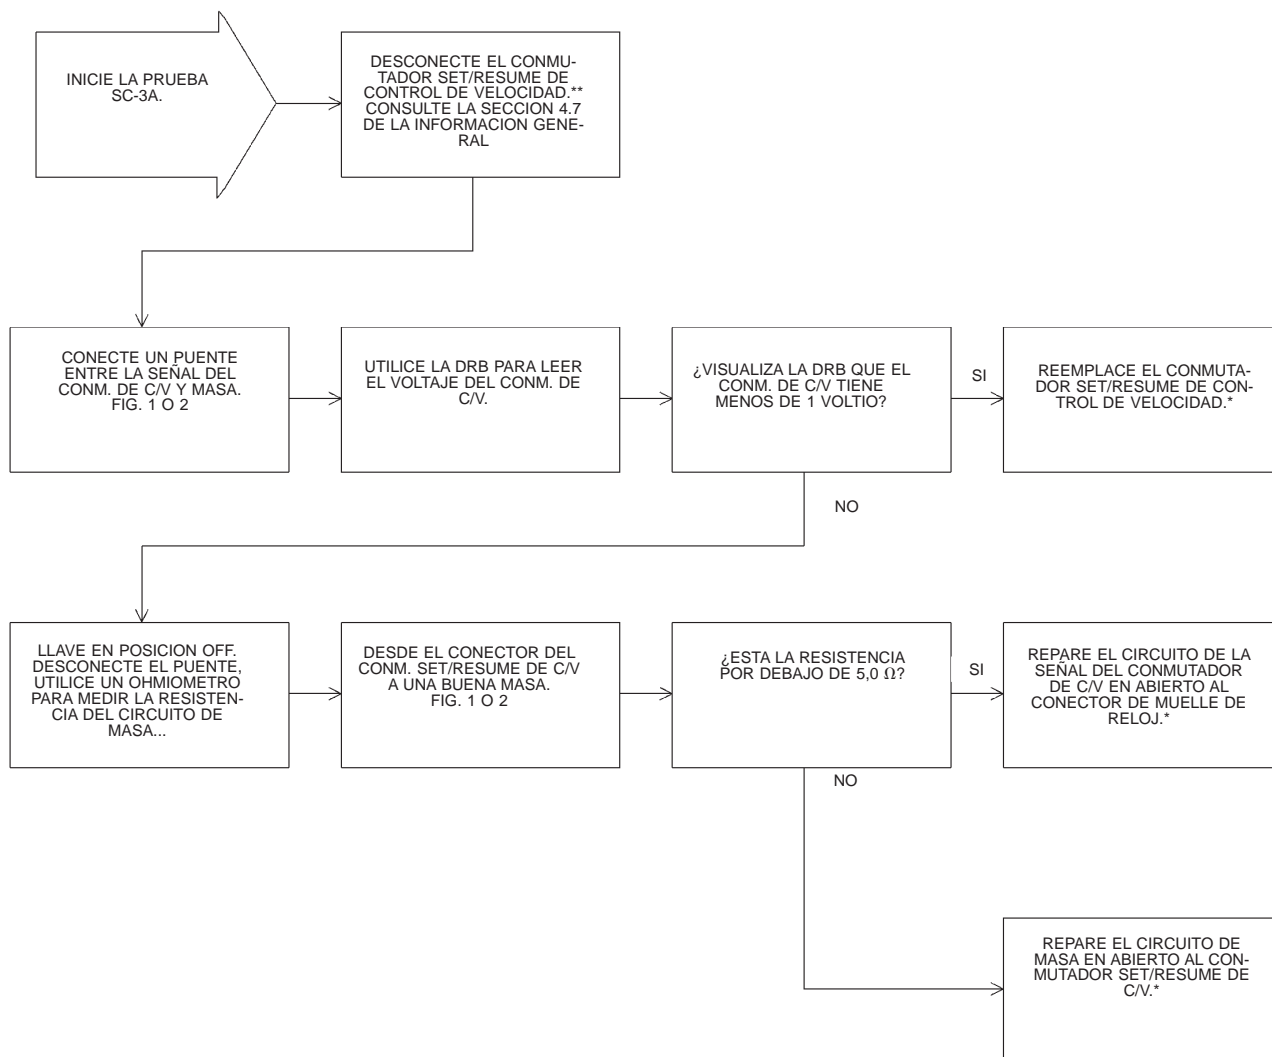 INICIE LA PRUEBA
SC-3A.
DESCONECTE EL CONMU-
TADOR SET/RESUME DE
CONTROL DE VELOCIDAD.**
CONSULTE LA SECCION 4.7
DE LA INFORMACION GENE-
RAL
CONECTE UN PUENTE
ENTRE LA SEÑAL DEL
CONM. DE C/V Y MASA.
FIG. 1 O 2
UTILICE LA DRB PARA LEER
EL VOLTAJE DEL CONM. DE
C/V.
¿VISUALIZA LA DRB QUE EL
CONM. DE C/V TIENE
MENOS DE 1 VOLTIO?
SI
REEMPLACE EL CONMUTA-
DOR SET/RESUME DE CON-
TROL DE VELOCIDAD.*
NO
LLAVE EN POSICION OFF.
DESCONECTE EL PUENTE,
UTILICE UN OHMIOMETRO
PARA MEDIR LA RESISTEN-
CIA DEL CIRCUITO DE
MASA...
DESDE EL CONECTOR DEL
CONM. SET/RESUME DE C/V
A UNA BUENA MASA.
FIG. 1 O 2
¿ESTA LA RESISTENCIA
POR DEBAJO DE 5,0 Ω?
SI
REPARE EL CIRCUITO DE LA
SEÑAL DEL CONMUTADOR
DE C/V EN ABIERTO AL
CONECTOR DE MUELLE DE
RELOJ.*
NO
REPARE EL CIRCUITO DE
MASA EN ABIERTO AL CON-
MUTADOR SET/RESUME DE
C/V.*